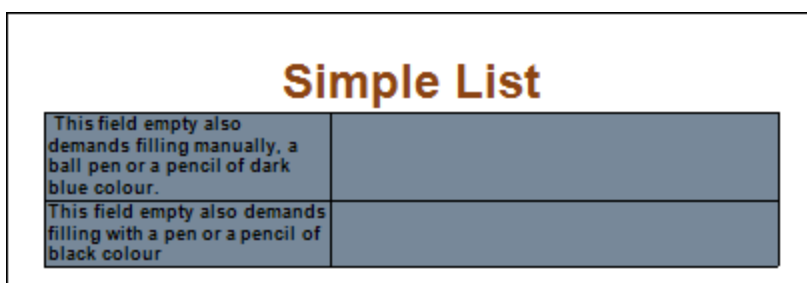 Simple List
This field empty also
demands filling manually, a
ball pen or a pencil of dark
blue colour.
This field empty also demands
filling with a pen or a pencil of
black colour